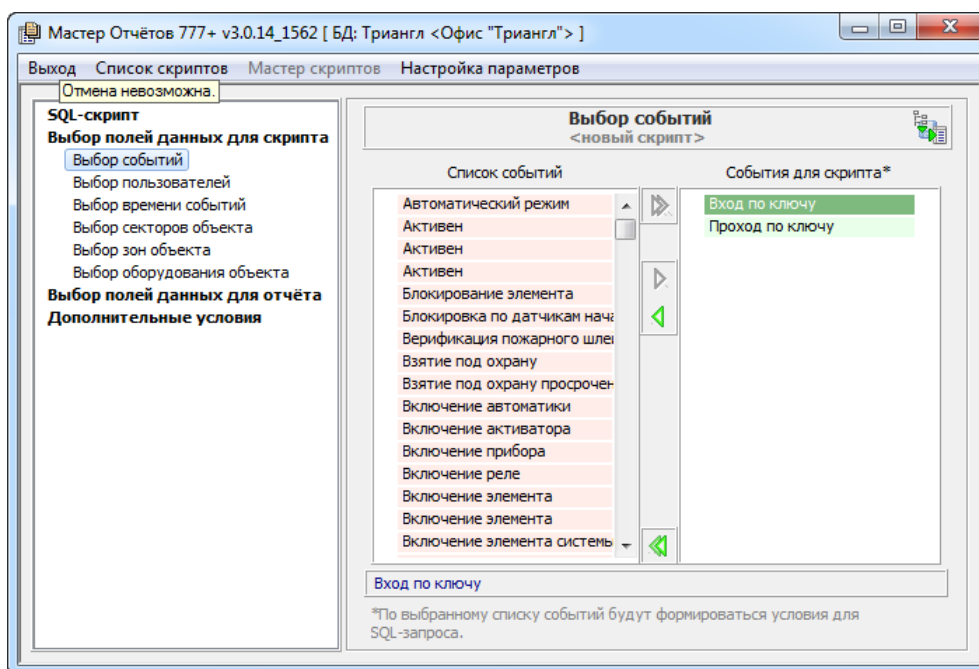 Мастер Отчётов 777+ v3.0.14_1562 [ БД: Триангл <Офис "Триангл"> ]
Выход Список скриптов Мастер скриптов Настройка параметров
Отмена невозможна.
SQL-скрипт
Выбор полей данных для скрипта
Выбор событий
Выбор пользователей
Выбор времени событий
Выбор секторов объекта
Выбор зон объекта
Выбор оборудования объекта
Выбор полей данных для отчёта
Дополнительные условия
Выбор событий
<новый скрипт>
Список событий
Автоматический режим
Активен
Активен
Активен
Блокирование элемента
Блокировка по датчикам нача
Верификация пожарного шлей
Взятие под охрану
Взятие под охрану просрочен
Включение автоматики
Включение активатора
Включение прибора
Включение реле
Включение элемента
Включение элемента
Включение элемента системы
События для скрипта*
Вход по ключу
Проход по ключу
Вход по ключу
*По выбранному списку событий будут формироваться условия для
SQL-запроса.